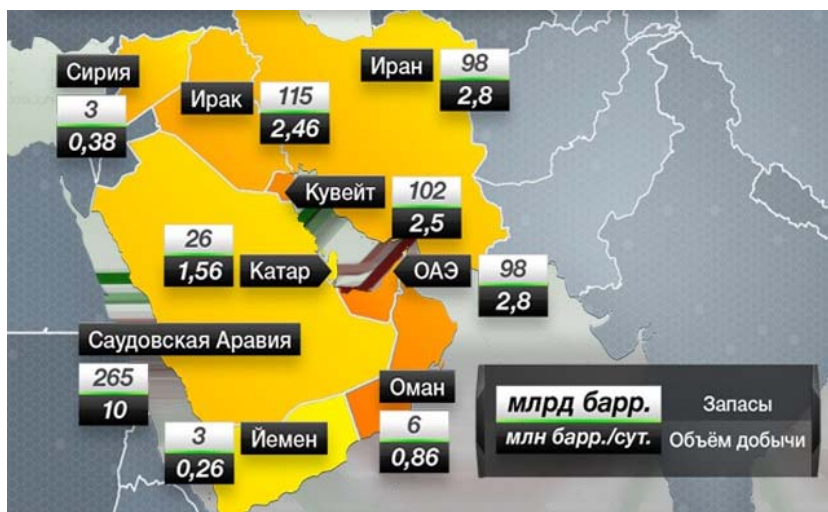 Сирия
3
0,38
Ирак
115
2,46
Иран
98
2,8
Кувейт
102
2,5
26
1,56
Катар
ОАЭ
98
2,8
Саудовская Аравия
265
10
3
0,26
Йемен
Оман
6
0,86
млрд барр.
Запасы
млн барр./сут.
Объём добычи